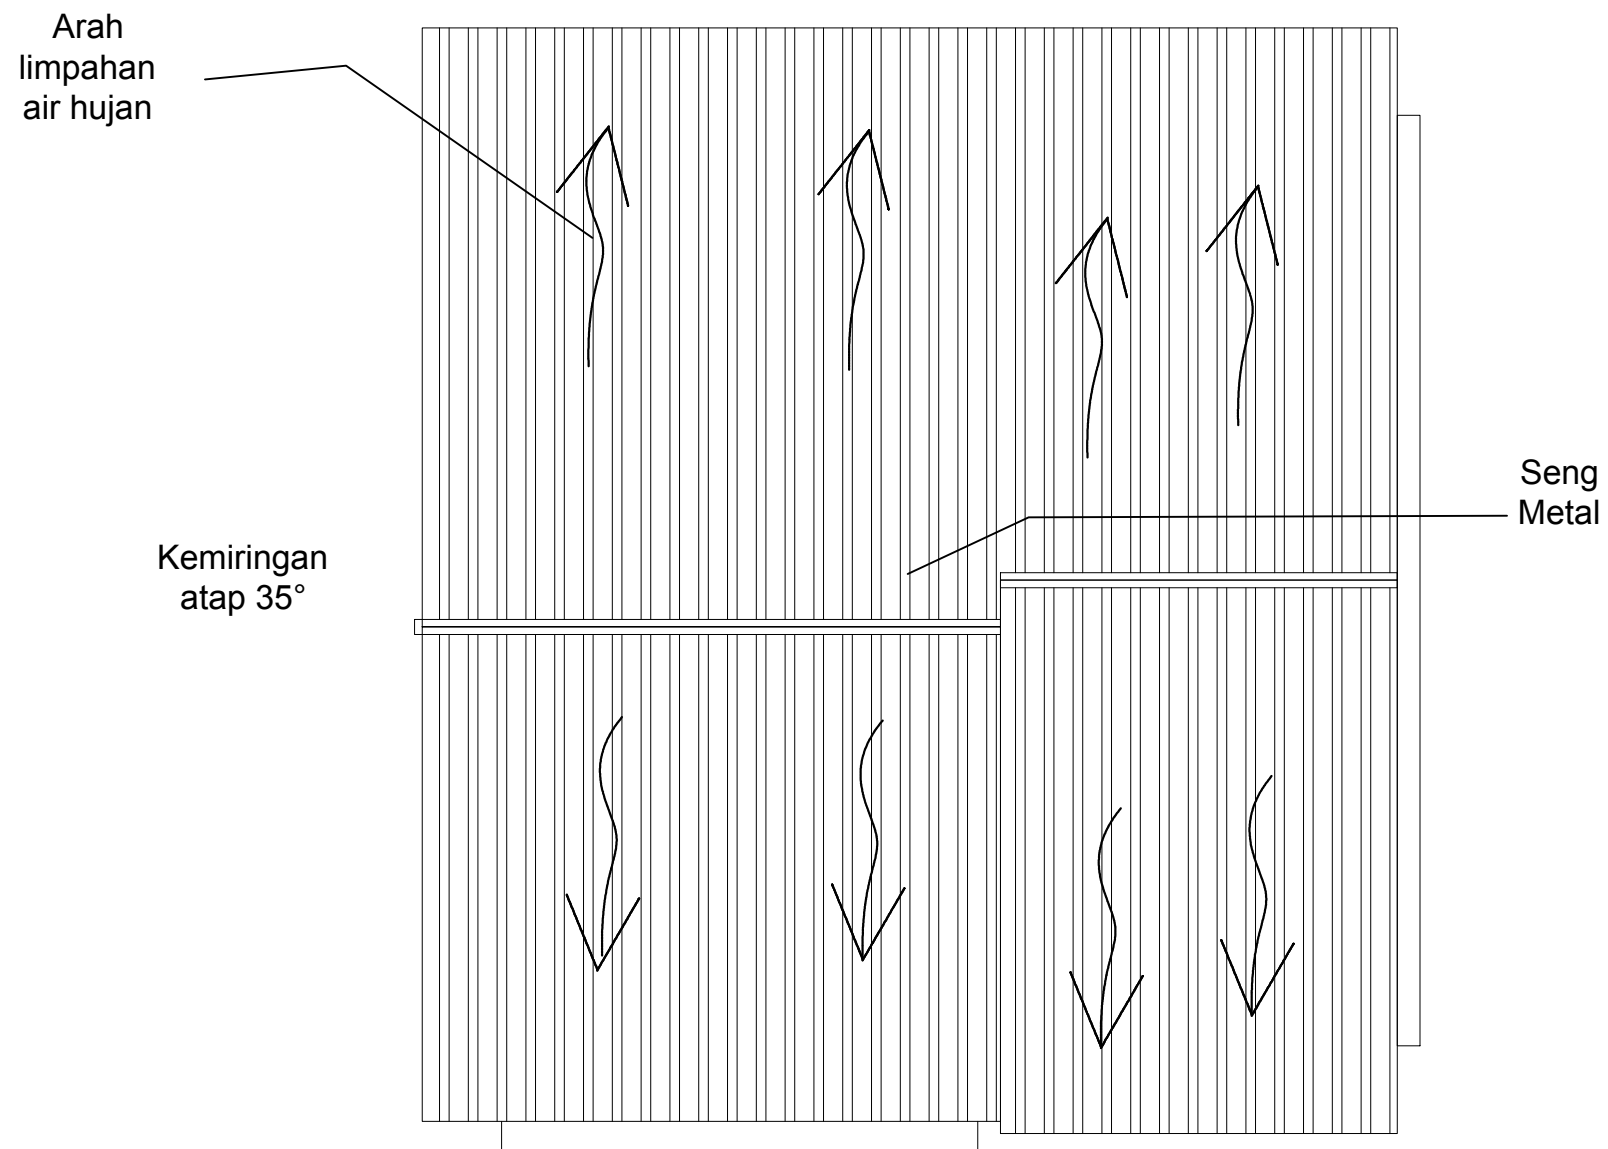 Arah
limpahan
air hujan
Seng
Metal
Kemiringan
atap 35°